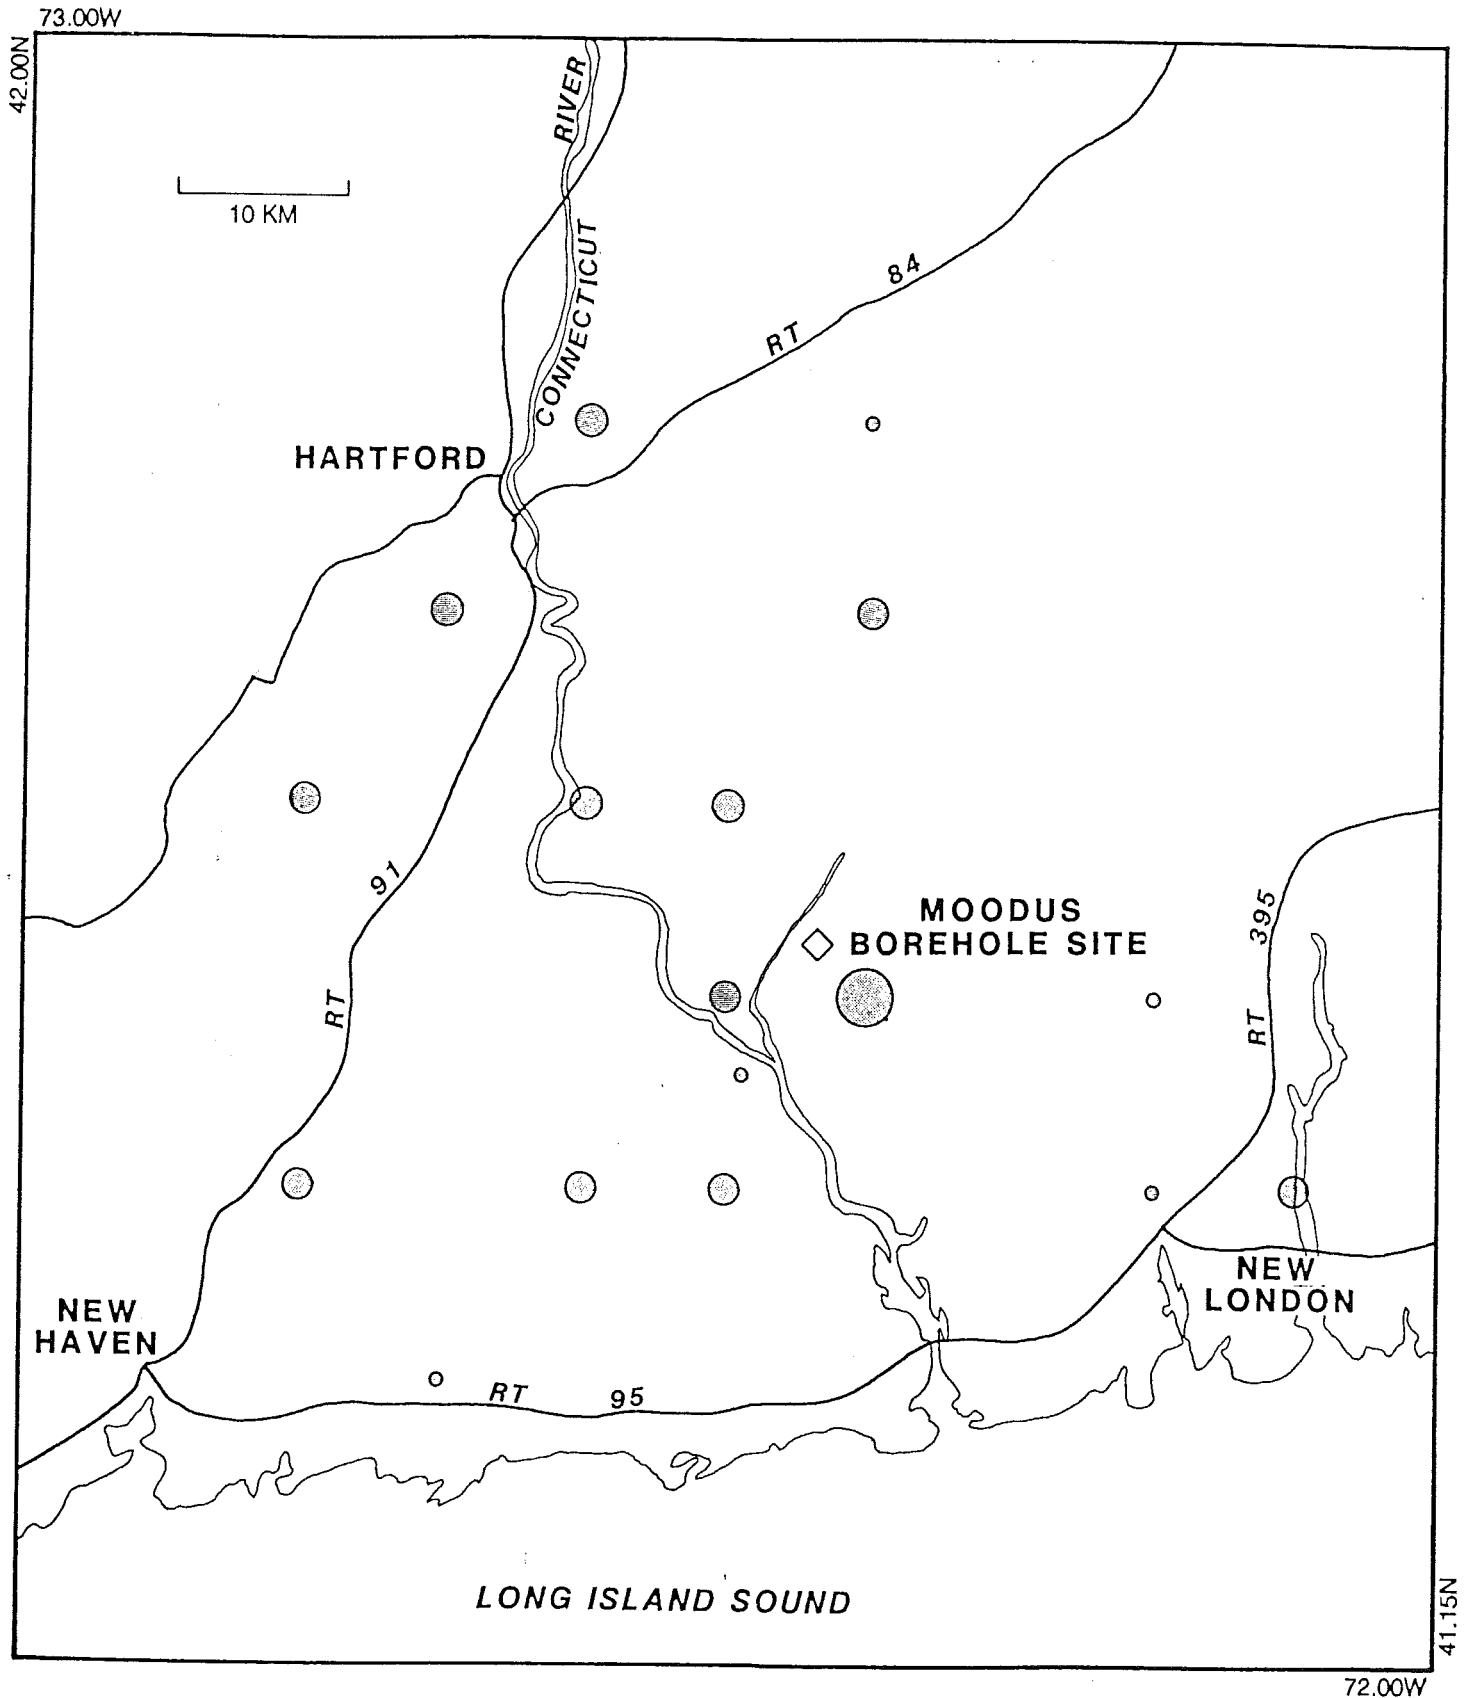 73.00W
42.00N
RIVER
10 KM
CONNECTICUT
84
RT
HARTFORD
91
MOODUS
BOREHOLE SITE
395
RT
RT
NEW
LONDON
NEW
HAVEN
RT 95
LONG ISLAND SOUND
41.15N
72.00W